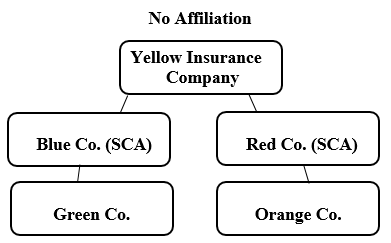 No Affiliation
Yellow Insurance
Company
Blue Co. (SCA)
Red Co. (SCA)
Green Co.
Orange Co.